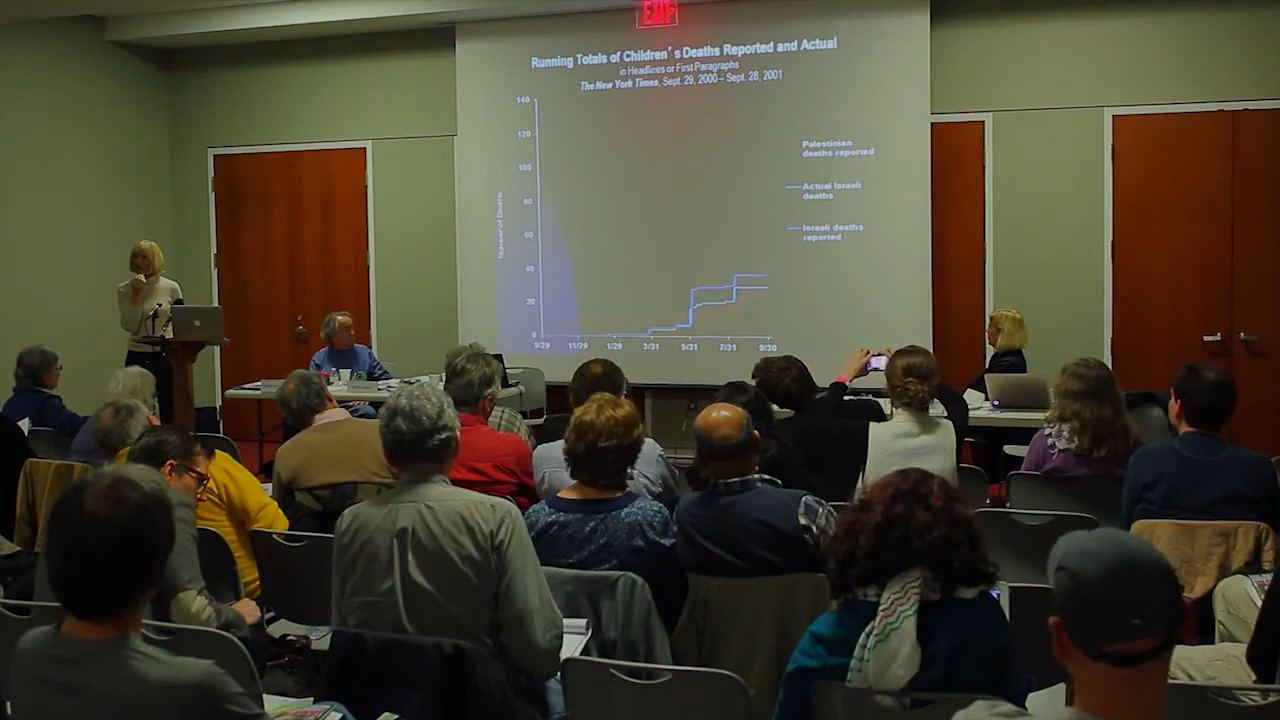 EXIT
Running Totals of Children's Deaths Reported and Actual
in Headlines or First Paragraphs
The New York Times, Sept. 29, 2000 – Sept. 28, 2001
140
120
100
80
60
40
20
0
Number of Deaths
9/29 11/29 1/29 3/31 5/31 7/31 9/30
Palestinian
deaths reported
Actual Israeli
deaths
Israeli deaths
reported